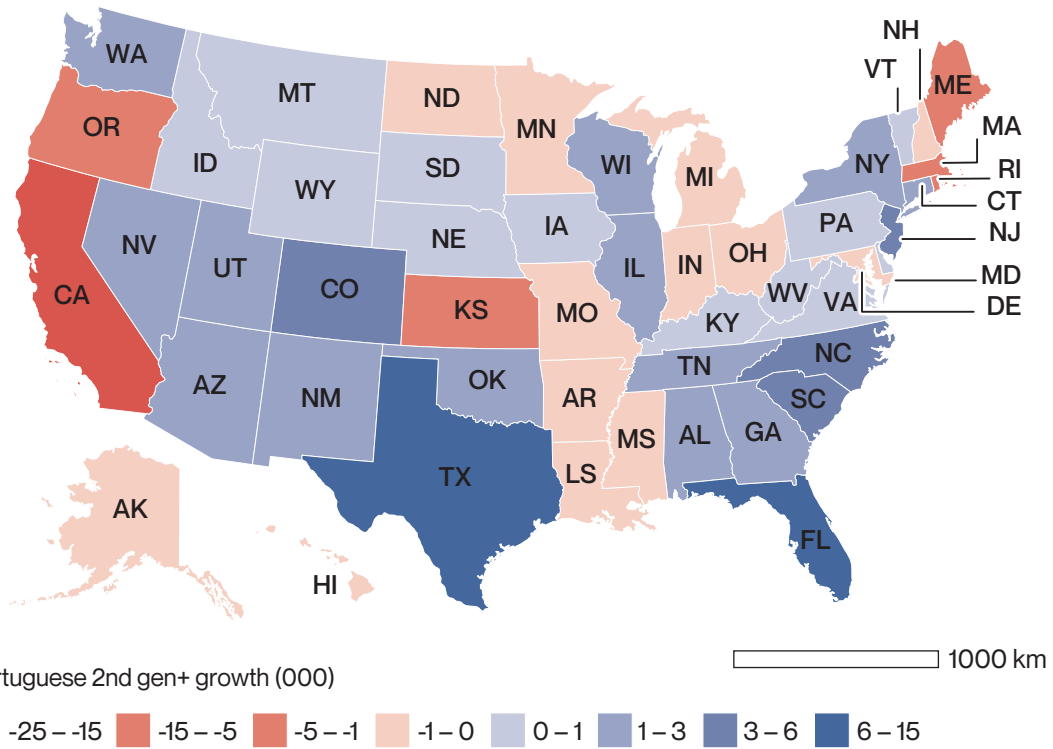 NH
VT
WA
ME
MT
ND
MA
OR
MN
RI
ID
SD
WI
NY
MI
WY
CT
PA
IA
NE
NJ
NV
OH
UT
IL
IN
MD
CO
WV
CA
VA
DE
KS
MO
KY
NC
TN
AZ
OK
NM
AR
SC
MS
AL
GA
TX
LS
AK
FL
HI
1000 km
rtuguese 2nd gen+ growth (000)
-25 – -15 -15 – -5 -5 – -1 -1 – 0 0 – 1 1 – 3 3 – 6 6 – 15